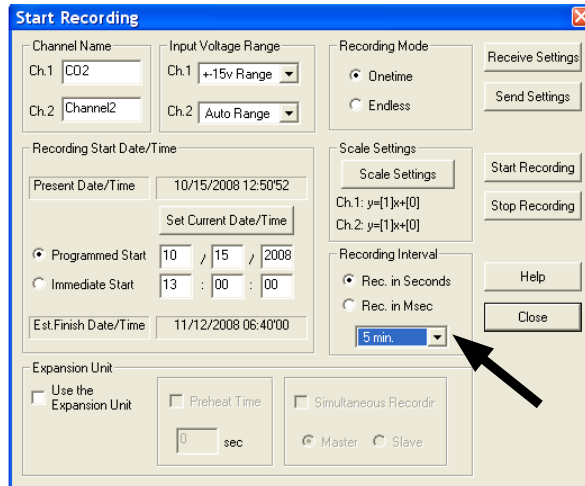 Start Recording
Channel Name
Ch.1 CO2
Ch.2 Channel2
Input Voltage Range
Ch.1 +-15v Range
Ch.2 Auto Range
Recording Mode
Onetime
Endless
Receive Settings
Send Settings
Recording Start Date/Time
Present Date/Time 10/15/2008 12:50'52
Set Current Date/Time
Programmed Start 10 / 15 / 2008
Immediate Start 13 : 00 : 00
Est.Finish Date/Time 11/12/2008 06:40'00
Scale Settings
Scale Settings
Ch.1: y=[1]x+[0]
Ch.2: y=[1]x+[0]
Recording Interval
Rec. in Seconds
Rec. in Msec
5 min.
Start Recording
Stop Recording
Help
Close
Expansion Unit
Use the
Expansion Unit
Preheat Time
0 sec
Simultaneous Recordir
Master Slave